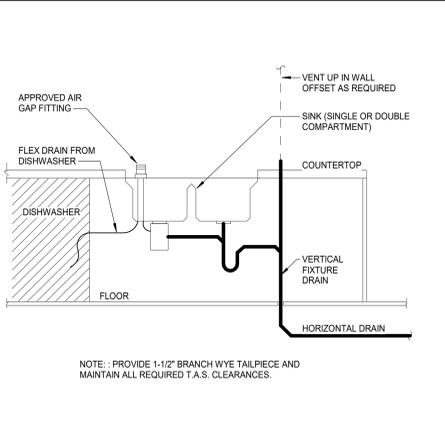 VENT UP IN WALL
OFFSET AS REQUIRED
APPROVED AIR
GAP FITTING
SINK (SINGLE OR DOUBLE
COMPARTMENT)
FLEX DRAIN FROM
DISHWASHER
COUNTERTOP
DISHWASHER
VERTICAL
FIXTURE
DRAIN
FLOOR
HORIZONTAL DRAIN
NOTE: : PROVIDE 1-1/2" BRANCH WYE TAILPIECE AND
MAINTAIN ALL REQUIRED T.A.S. CLEARANCES.